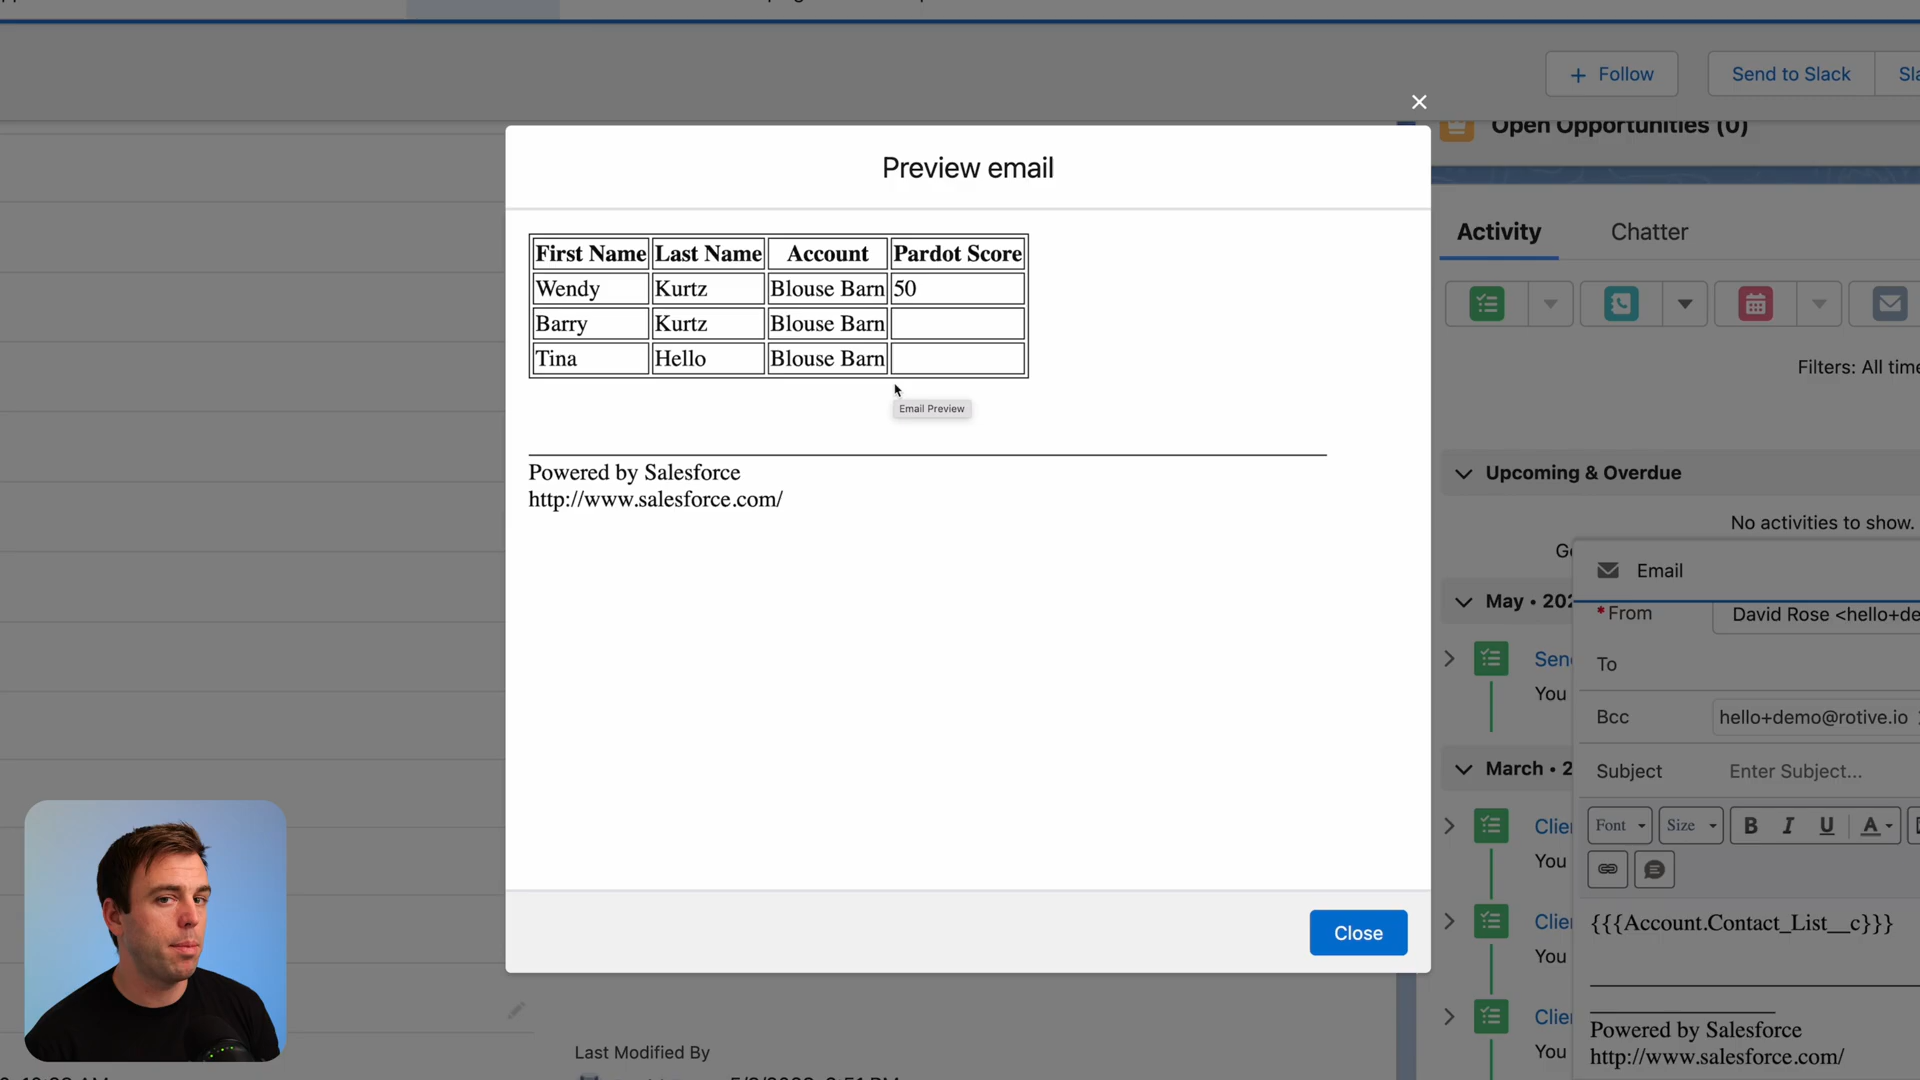 + Follow
Send to Slack
Open Opportunities (0)
Preview email
First Name Last Name Account Pardot Score
Wendy Kurtz Blouse Barn 50
Barry Kurtz Blouse Barn
Tina Hello Blouse Barn
Email Preview
Powered by Salesforce
http://www.salesforce.com/
Close
Activity Chatter
Filters: All time
Upcoming & Overdue
No activities to show.
Email
May •
*From David Rose <hello+de
To
You
Bcc hello+demo@rotive.io
March • 2
Subject Enter Subject...
Font Size B I U A
You
{{{Account.Contact_List__c}}}
You
Powered by Salesforce
You
http://www.salesforce.com/
Last Modified By